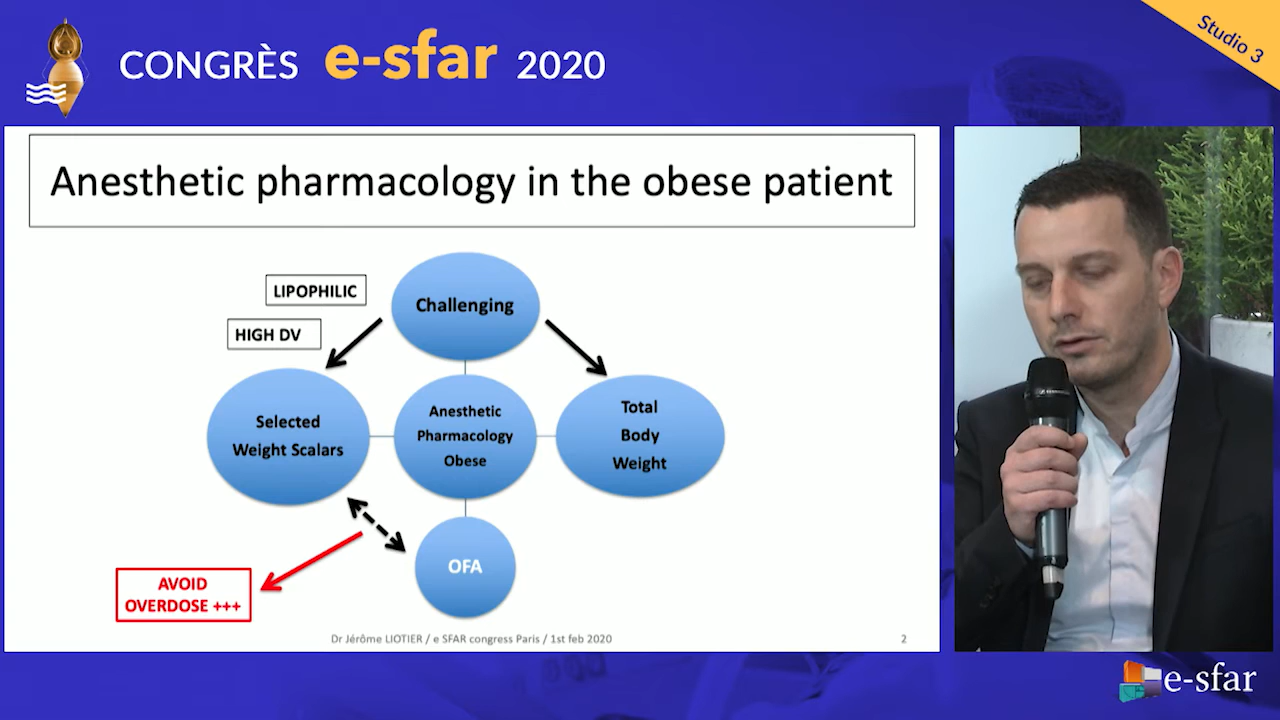 Studio 3
CONGRÈS e-sfar 2020
Anesthetic pharmacology in the obese patient
LIPOPHILIC
HIGH DV
Challenging
Selected
Weight Scalars
Anesthetic
Pharmacology
Obese
Total
Body
Weight
OFA
AVOID
OVERDOSE +++
Dr Jérôme LIOTIER / e SFAR congress Paris / 1st feb 2020
2
e-sfar